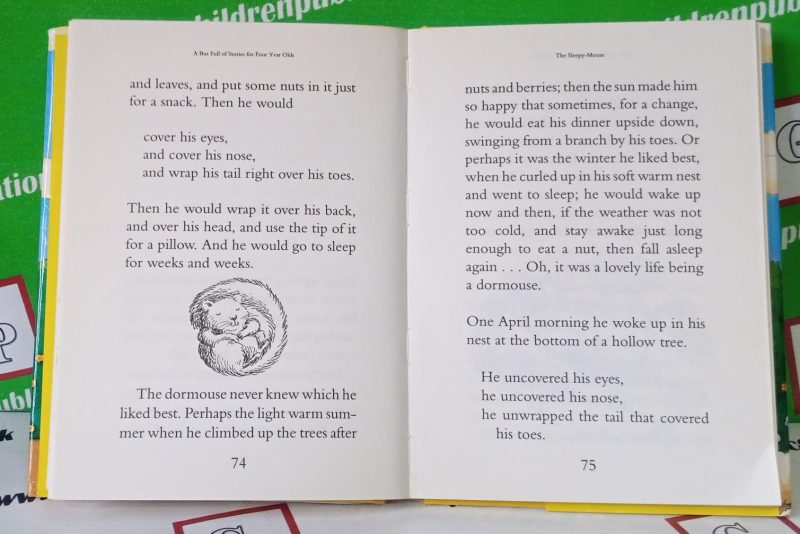 ildrenpubl
A Bus Full of Stories for Four Year Olds
and leaves, and put some nuts in it just
for a snack. Then he would
cover his eyes,
and cover his nose,
and wrap his tail right over his toes.
Then he would wrap it over his back,
and over his head, and use the tip of it
for a pillow. And he would go to sleep
for weeks and weeks.
The dormouse never knew which he
liked best. Perhaps the light warm sum-
mer when he climbed up the trees after
74
The Sleepy-Mouse
nuts and berries; then the sun made him
so happy that sometimes, for a change,
he would eat his dinner upside down,
swinging from a branch by his toes. Or
perhaps it was the winter he liked best,
when he curled up in his soft warm nest
and went to sleep; he would wake up
now and then, if the weather was not
too cold, and stay awake just long
enough to eat a nut, then fall asleep
again . . . Oh, it was a lovely life being
a dormouse.
One April morning he woke up in his
nest at the bottom of a hollow tree.
He uncovered his eyes,
he uncovered his nose,
he unwrapped the tail that covered
his toes.
75
ation
P
publi
C
G